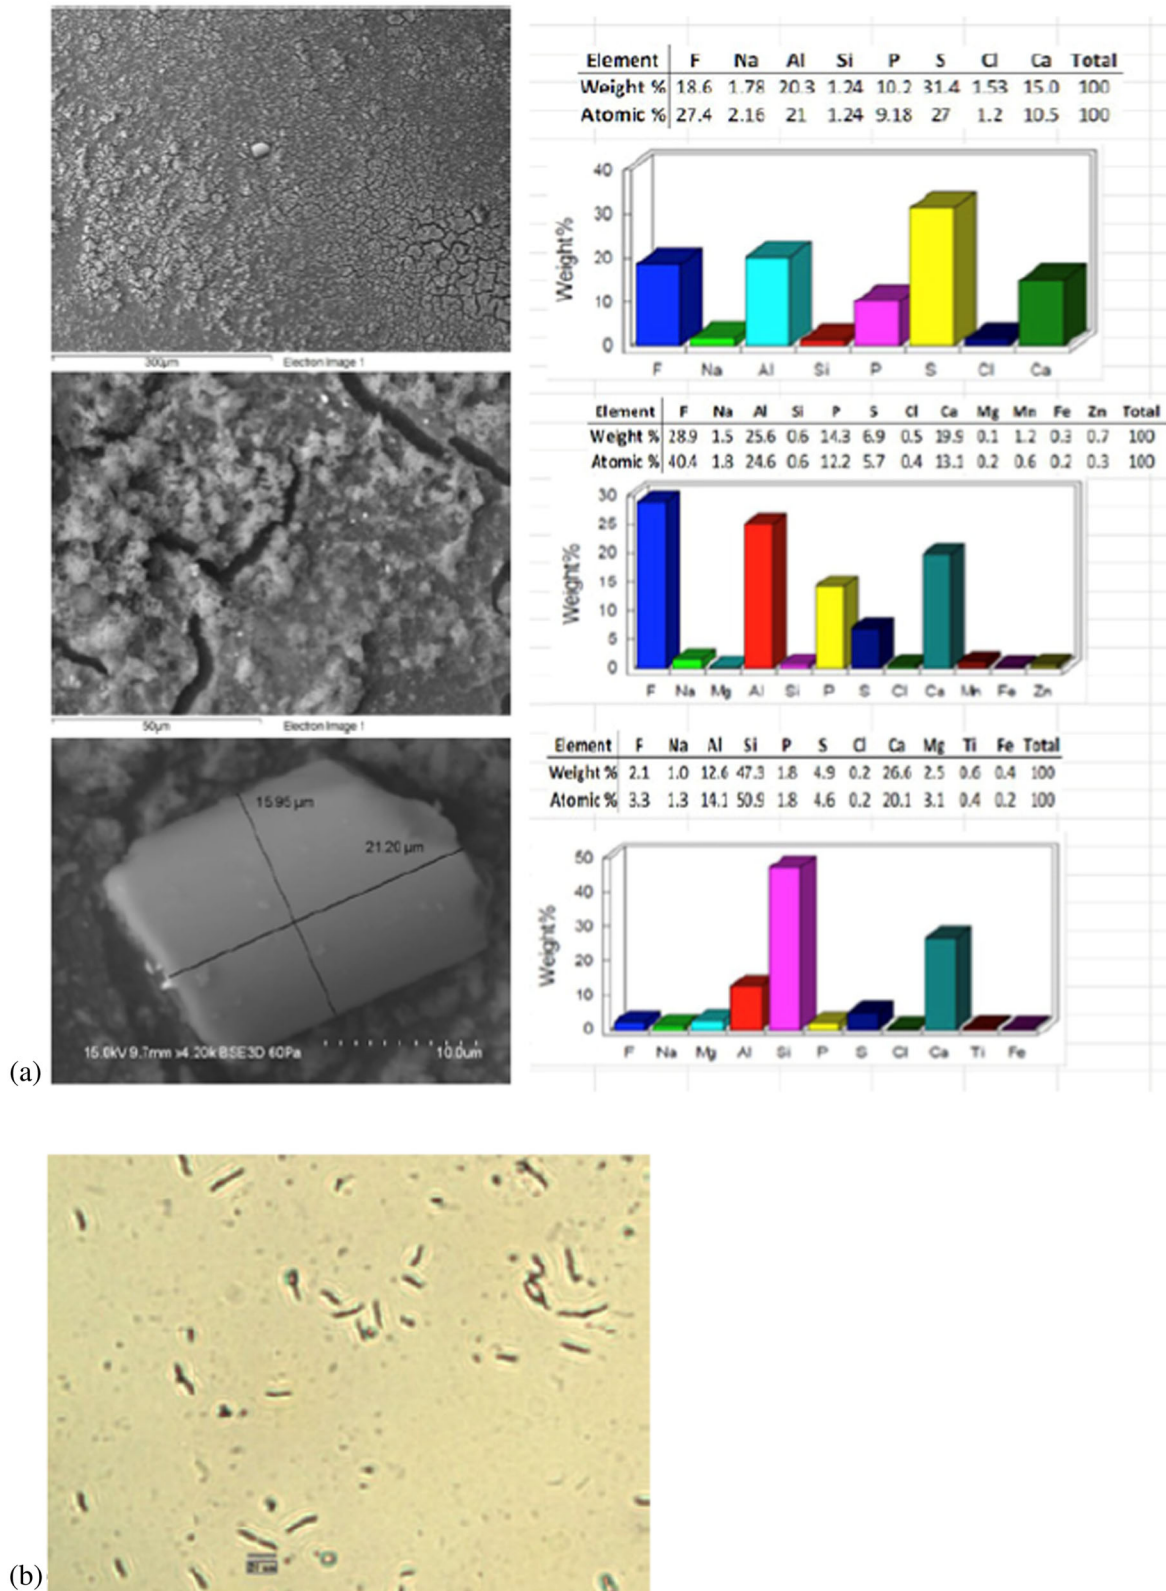 Element F Na Al Si P S Cl Ca Total
Weight % 18.6 1.78 20.3 1.24 10.2 31.4 1.53 15.0 100
Atomic % 27.4 2.16 21 1.24 9.18 27 1.2 10.5 100
40
30
20
10
0
Weight%
F Na Al Si P S Cl Ca
300µm Electron Image 1
Element F Na Al Si P S Cl Ca Mg Mn Fe Zn Total
Weight % 28.9 1.5 25.6 0.6 14.3 6.9 0.5 19.9 0.1 1.2 0.3 0.7 100
Atomic % 40.4 1.8 24.6 0.6 12.2 5.7 0.4 13.1 0.2 0.6 0.2 0.3 100
30
25
20
15
10
5
0
Weight%
F Na Mg Al Si P S Cl Ca Mn Fe Zn
50µm Electron Image 1
Element F Na Al Si P S Cl Ca Mg Ti Fe Total
Weight % 2.1 1.0 12.6 47.3 1.8 4.9 0.2 26.6 2.5 0.6 0.4 100
Atomic % 3.3 1.3 14.1 50.9 1.8 4.6 0.2 20.1 3.1 0.4 0.2 100
15.95 µm
21.20 µm
50
40
30
20
10
0
Weight%
F Na Mg Al Si P S Cl Ca Ti Fe
15.0kV 9.7mm x4.20k BSE3D 60Pa 10.0um
(a)
(b)